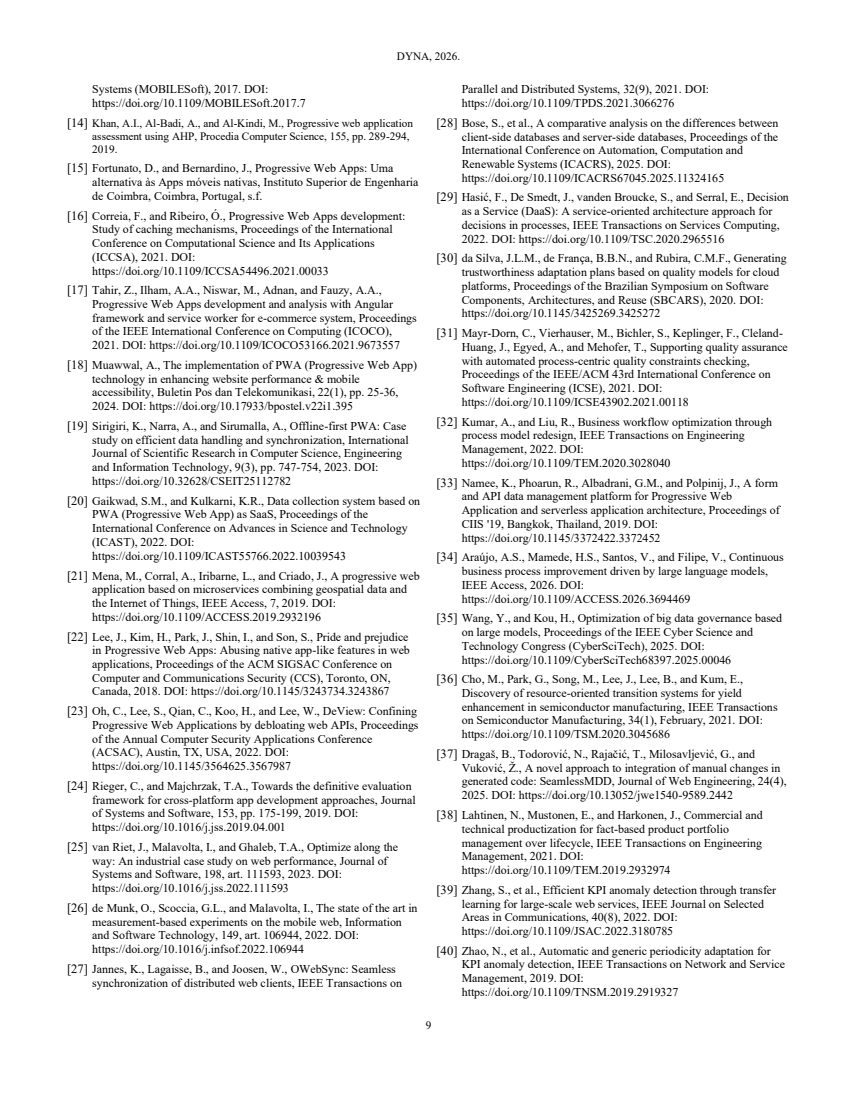 DYNA, 2026.
Systems (MOBILESoft), 2017. DOI:
https://doi.org/10.1109/MOBILESoft.2017.7
[14] Khan, A.I., Al-Badi, A., and Al-Kindi, M., Progressive web application
assessment using AHP, Procedia Computer Science, 155, pp. 289-294,
2019.
[15] Fortunato, D., and Bernardino, J., Progressive Web Apps: Uma
alternativa às Apps móveis nativas, Instituto Superior de Engenharia
de Coimbra, Coimbra, Portugal, s.f.
[16] Correia, F., and Ribeiro, Ó., Progressive Web Apps development:
Study of caching mechanisms, Proceedings of the International
Conference on Computational Science and Its Applications
(ICCSA), 2021. DOI:
https://doi.org/10.1109/ICCSA54496.2021.00033
[17] Tahir, Z., Ilham, A.A., Niswar, M., Adnan, and Fauzy, A.A.,
Progressive Web Apps development and analysis with Angular
framework and service worker for e-commerce system, Proceedings
of the IEEE International Conference on Computing (ICOCO),
2021. DOI: https://doi.org/10.1109/ICOCO53166.2021.9673557
[18] Muawwal, A., The implementation of PWA (Progressive Web App)
technology in enhancing website performance & mobile
accessibility, Buletin Pos dan Telekomunikasi, 22(1), pp. 25-36,
2024. DOI: https://doi.org/10.17933/bpostel.v22i1.395
[19] Sirigiri, K., Narra, A., and Sirumalla, A., Offline-first PWA: Case
study on efficient data handling and synchronization, International
Journal of Scientific Research in Computer Science, Engineering
and Information Technology, 9(3), pp. 747-754, 2023. DOI:
https://doi.org/10.32628/CSEIT25112782
[20] Gaikwad, S.M., and Kulkarni, K.R., Data collection system based on
PWA (Progressive Web App) as SaaS, Proceedings of the
International Conference on Advances in Science and Technology
(ICAST), 2022. DOI:
https://doi.org/10.1109/ICAST55766.2022.10039543
[21] Mena, M., Corral, A., Iribarne, L., and Criado, J., A progressive web
application based on microservices combining geospatial data and
the Internet of Things, IEEE Access, 7, 2019. DOI:
https://doi.org/10.1109/ACCESS.2019.2932196
[22] Lee, J., Kim, H., Park, J., Shin, I., and Son, S., Pride and prejudice
in Progressive Web Apps: Abusing native app-like features in web
applications, Proceedings of the ACM SIGSAC Conference on
Computer and Communications Security (CCS), Toronto, ON,
Canada, 2018. DOI: https://doi.org/10.1145/3243734.3243867
[23] Oh, C., Lee, S., Qian, C., Koo, H., and Lee, W., DeView: Confining
Progressive Web Applications by debloating web APIs, Proceedings
of the Annual Computer Security Applications Conference
(ACSAC), Austin, TX, USA, 2022. DOI:
https://doi.org/10.1145/3564625.3567987
[24] Rieger, C., and Majchrzak, T.A., Towards the definitive evaluation
framework for cross-platform app development approaches, Journal
of Systems and Software, 153, pp. 175-199, 2019. DOI:
https://doi.org/10.1016/j.jss.2019.04.001
[25] van Riet, J., Malavolta, I., and Ghaleb, T.A., Optimize along the
way: An industrial case study on web performance, Journal of
Systems and Software, 198, art. 111593, 2023. DOI:
https://doi.org/10.1016/j.jss.2022.111593
[26] de Munk, O., Scoccia, G.L., and Malavolta, I., The state of the art in
measurement-based experiments on the mobile web, Information
and Software Technology, 149, art. 106944, 2022. DOI:
https://doi.org/10.1016/j.infsof.2022.106944
[27] Jannes, K., Lagaisse, B., and Joosen, W., OWebSync: Seamless
synchronization of distributed web clients, IEEE Transactions on
Parallel and Distributed Systems, 32(9), 2021. DOI:
https://doi.org/10.1109/TPDS.2021.3066276
[28] Bose, S., et al., A comparative analysis on the differences between
client-side databases and server-side databases, Proceedings of the
International Conference on Automation, Computation and
Renewable Systems (ICACRS), 2025. DOI:
https://doi.org/10.1109/ICACRS67045.2025.11324165
[29] Hasić, F., De Smedt, J., vanden Broucke, S., and Serral, E., Decision
as a Service (DaaS): A service-oriented architecture approach for
decisions in processes, IEEE Transactions on Services Computing,
2022. DOI: https://doi.org/10.1109/TSC.2020.2965516
[30] da Silva, J.L.M., de França, B.B.N., and Rubira, C.M.F., Generating
trustworthiness adaptation plans based on quality models for cloud
platforms, Proceedings of the Brazilian Symposium on Software
Components, Architectures, and Reuse (SBCARS), 2020. DOI:
https://doi.org/10.1145/3425269.3425272
[31] Mayr-Dorn, C., Vierhauser, M., Bichler, S., Keplinger, F., Cleland-
Huang, J., Egyed, A., and Mehofer, T., Supporting quality assurance
with automated process-centric quality constraints checking,
Proceedings of the IEEE/ACM 43rd International Conference on
Software Engineering (ICSE), 2021. DOI:
https://doi.org/10.1109/ICSE43902.2021.00118
[32] Kumar, A., and Liu, R., Business workflow optimization through
process model redesign, IEEE Transactions on Engineering
Management, 2022. DOI:
https://doi.org/10.1109/TEM.2020.3028040
[33] Namee, K., Phoarun, R., Albadrani, G.M., and Polpinij, J., A form
and API data management platform for Progressive Web
Application and serverless application architecture, Proceedings of
CIIS '19, Bangkok, Thailand, 2019. DOI:
https://doi.org/10.1145/3372422.3372452
[34] Araújo, A.S., Mamede, H.S., Santos, V., and Filipe, V., Continuous
business process improvement driven by large language models,
IEEE Access, 2026. DOI:
https://doi.org/10.1109/ACCESS.2026.3694469
[35] Wang, Y., and Kou, H., Optimization of big data governance based
on large models, Proceedings of the IEEE Cyber Science and
Technology Congress (CyberSciTech), 2025. DOI:
https://doi.org/10.1109/CyberSciTech68397.2025.00046
[36] Cho, M., Park, G., Song, M., Lee, J., Lee, B., and Kum, E.,
Discovery of resource-oriented transition systems for yield
enhancement in semiconductor manufacturing, IEEE Transactions
on Semiconductor Manufacturing, 34(1), February, 2021. DOI:
https://doi.org/10.1109/TSM.2020.3045686
[37] Dragaš, B., Todorović, N., Rajačić, T., Milosavljević, G., and
Vuković, Ž., A novel approach to integration of manual changes in
generated code: SeamlessMDD, Journal of Web Engineering, 24(4),
2025. DOI: https://doi.org/10.13052/jwe1540-9589.2442
[38] Lahtinen, N., Mustonen, E., and Harkonen, J., Commercial and
technical productization for fact-based product portfolio
management over lifecycle, IEEE Transactions on Engineering
Management, 2021. DOI:
https://doi.org/10.1109/TEM.2019.2932974
[39] Zhang, S., et al., Efficient KPI anomaly detection through transfer
learning for large-scale web services, IEEE Journal on Selected
Areas in Communications, 40(8), 2022. DOI:
https://doi.org/10.1109/JSAC.2022.3180785
[40] Zhao, N., et al., Automatic and generic periodicity adaptation for
KPI anomaly detection, IEEE Transactions on Network and Service
Management, 2019. DOI:
https://doi.org/10.1109/TNSM.2019.2919327
9